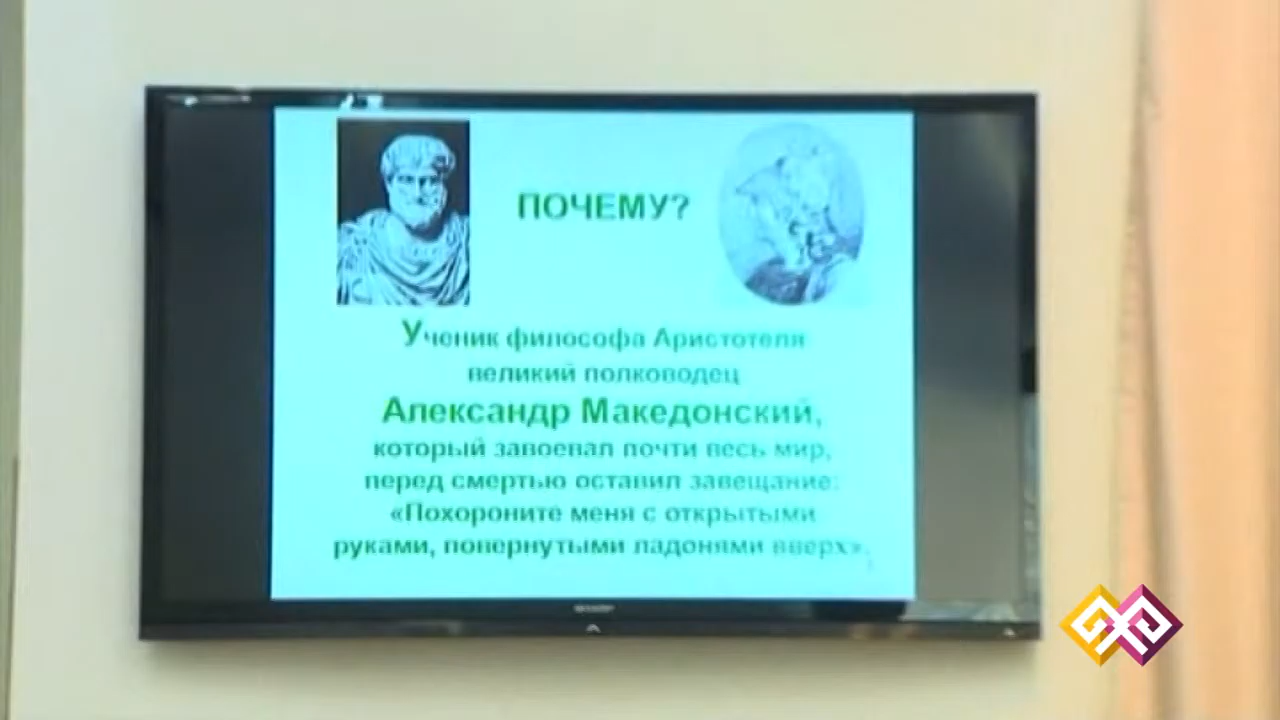 ПОЧЕМУ?
Ученик философа Аристотеля
великий полководец
Александр Македонский,
который завоевал почти весь мир,
перед смертью оставил завещание:
«Похороните меня с открытыми
руками, повернутыми ладонями вверх».
SHARP